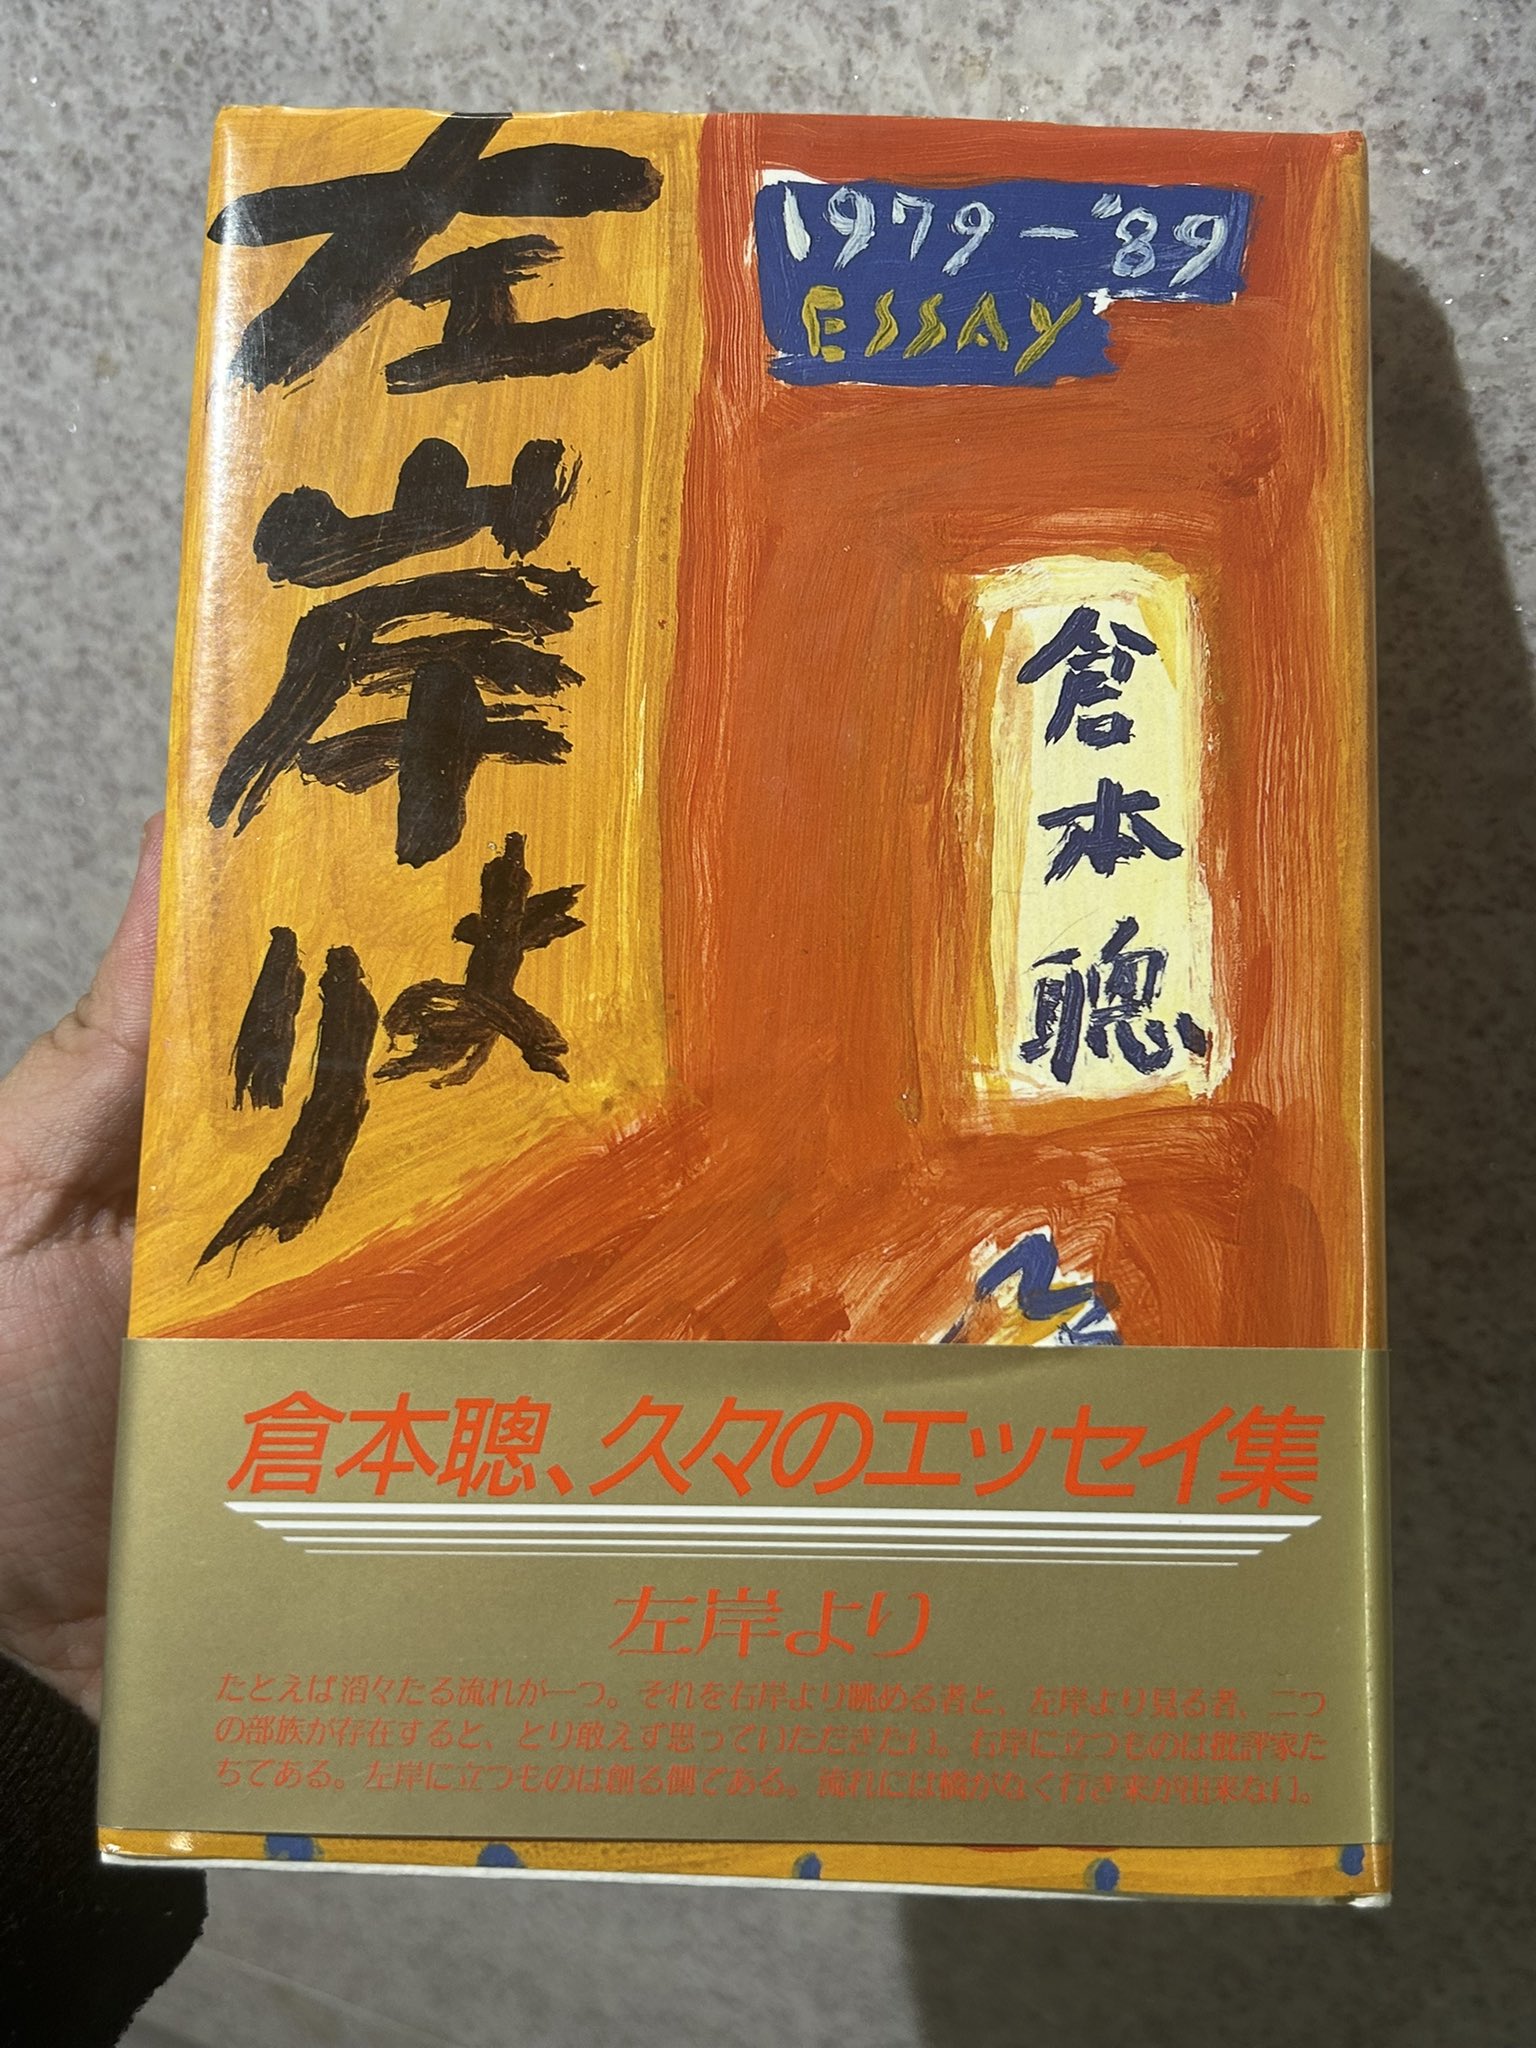 左岸より
1979-'89
ESSAY
倉本聰
倉本聰、久々のエッセイ集
左岸より
たとえば滔々たる流れが一つ。それを右岸より眺める者と、左岸より見る者、二つ
の部族が存在すると、とり敢えず思っていただきたい。右岸に立つものは批評家た
ちである。左岸に立つものは創る側である。流れには橋がなく行き来が出来ない。